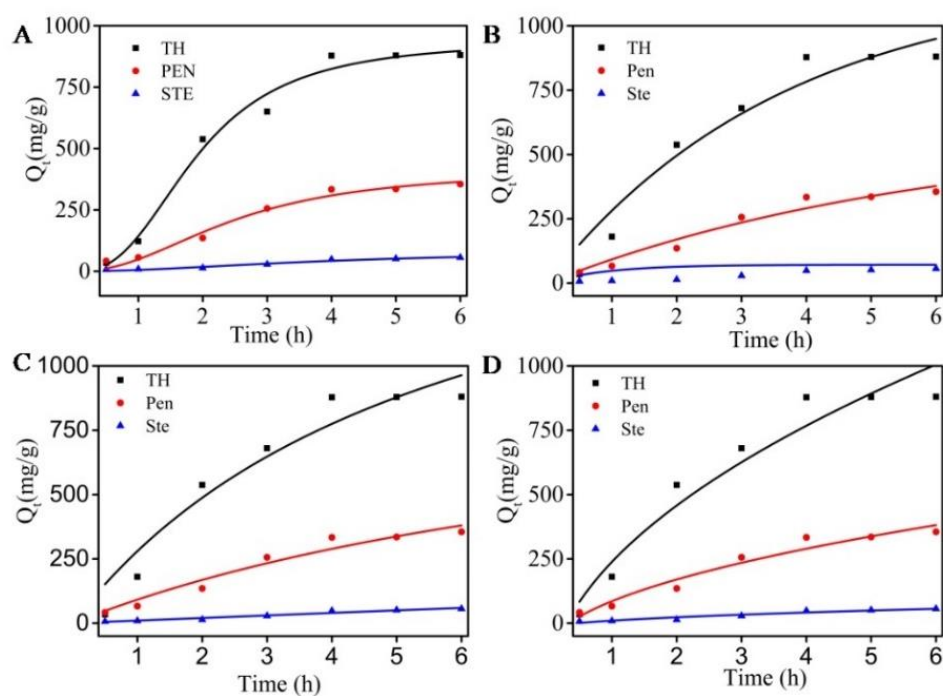 A
1000
750
500
250
0
Qt(mg/g)
TH
PEN
STE
1 2 3 4 5 6
Time (h)
B
1000
750
500
250
0
Qt(mg/g)
TH
Pen
Ste
1 2 3 4 5 6
Time (h)
C
1000
750
500
250
0
Qt(mg/g)
TH
Pen
Ste
1 2 3 4 5 6
Time (h)
D
1000
750
500
250
0
Qt(mg/g)
TH
Pen
Ste
1 2 3 4 5 6
Time (h)